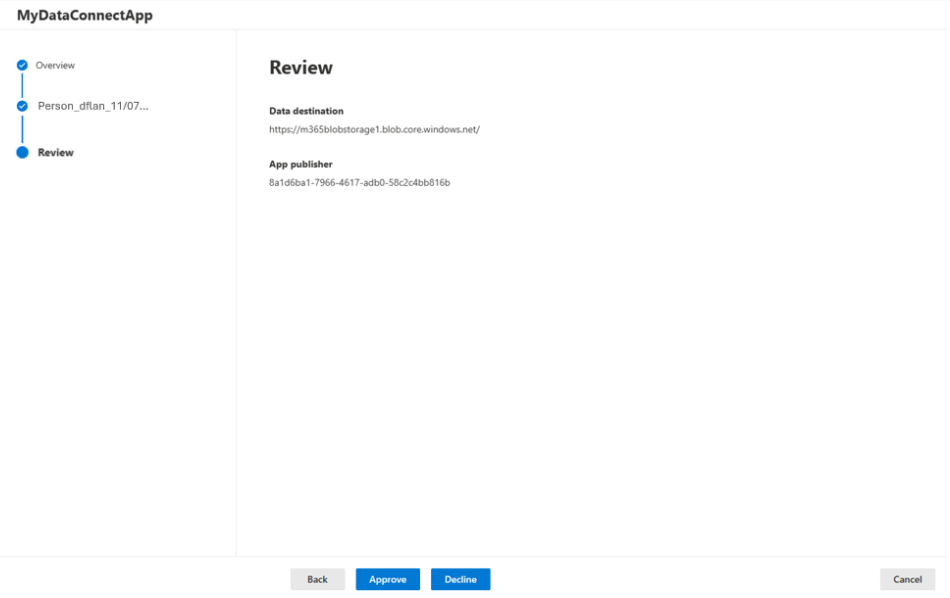 MyDataConnectApp
Overview
Person_dflan_11/07...
Review
Review
Data destination
https://m365blobstorage1.blob.core.windows.net/
App publisher
8a1d6ba1-7966-4617-adb0-58c2c4bb816b
Back
Approve
Decline
Cancel